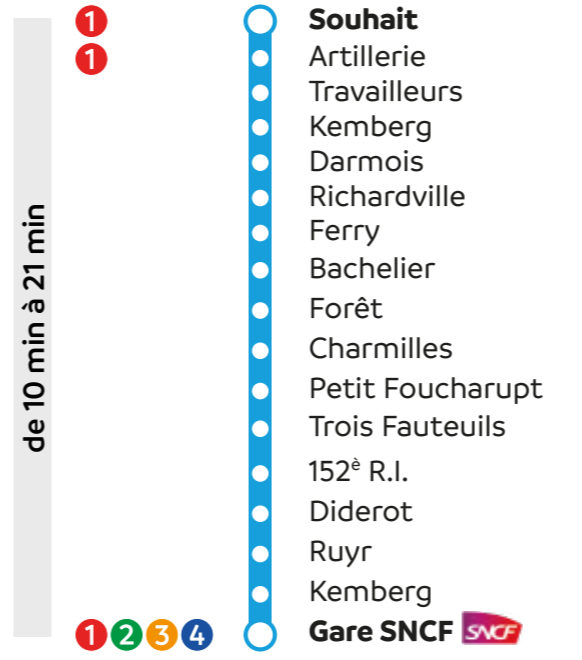 1 Souhait
1 Artillerie
Travailleurs
Kemberg
Darmois
Richardville
Ferry
Bachelier
Forêt
Charmilles
Petit Foucharupt
Trois Fauteuils
152è R.I.
Diderot
Ruyr
Kemberg
1 2 3 4 Gare SNCF SNCF
de 10 min à 21 min